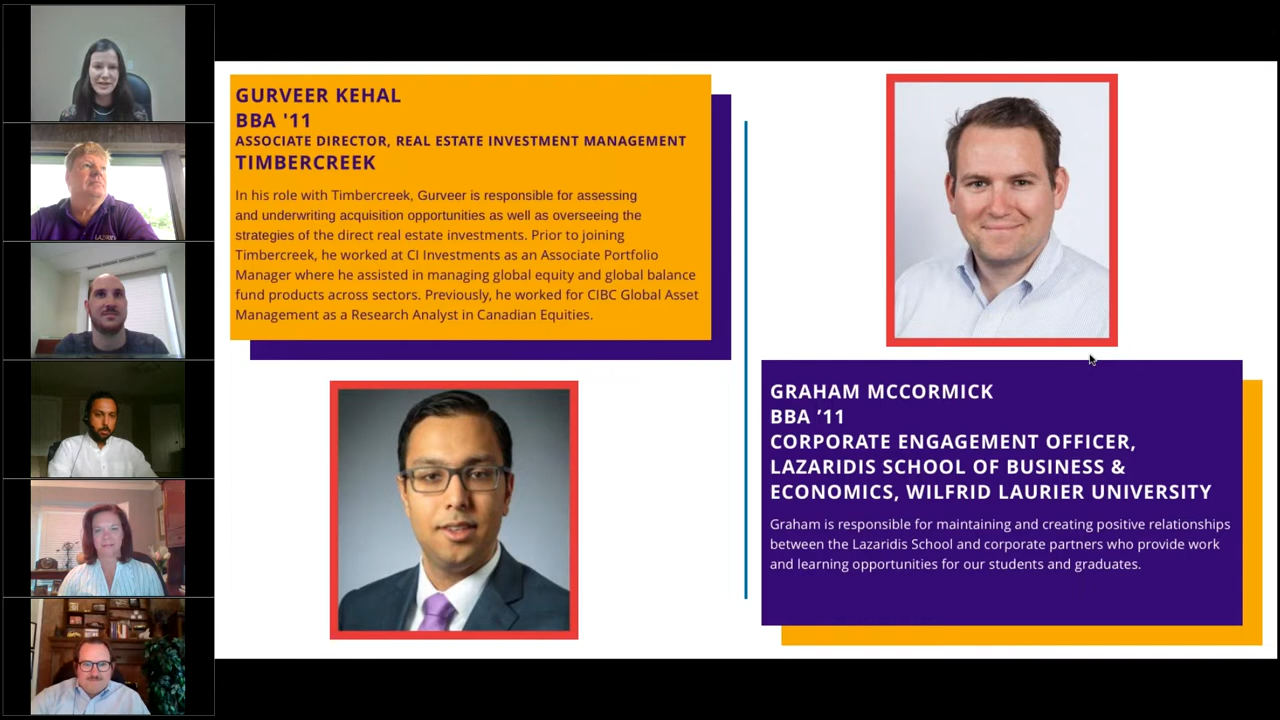 GURVEER KEHAL
BBA '11
ASSOCIATE DIRECTOR, REAL ESTATE INVESTMENT MANAGEMENT
TIMBERCREEK
In his role with Timbercreek, Gurveer is responsible for assessing
and underwriting acquisition opportunities as well as overseeing the
strategies of the direct real estate investments. Prior to joining
Timbercreek, he worked at CI Investments as an Associate Portfolio
Manager where he assisted in managing global equity and global balance
fund products across sectors. Previously, he worked for CIBC Global Asset
Management as a Research Analyst in Canadian Equities.
GRAHAM MCCORMICK
BBA ’11
CORPORATE ENGAGEMENT OFFICER,
LAZARIDIS SCHOOL OF BUSINESS &
ECONOMICS, WILFRID LAURIER UNIVERSITY
Graham is responsible for maintaining and creating positive relationships
between the Lazaridis School and corporate partners who provide work
and learning opportunities for our students and graduates.